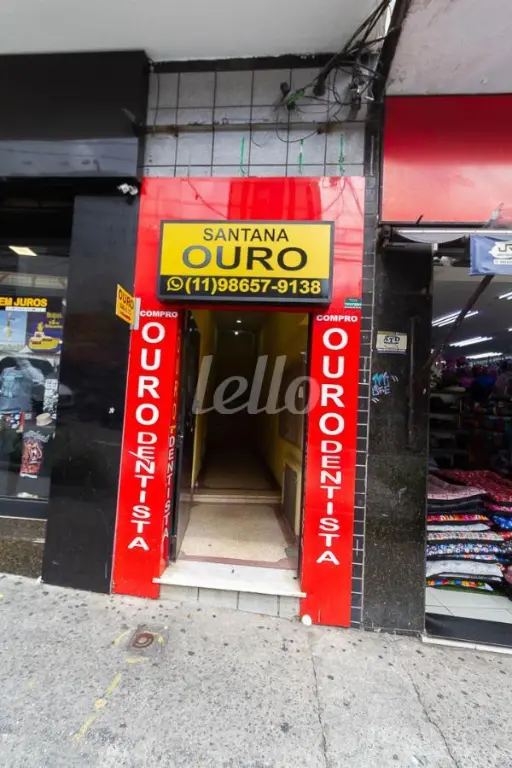 SANTANA
OURO
(11)98657-9138
COMPRO
OURO
DENTISTA
COMPRO
OURO
DENTISTA
OURO
EM JUROS
lello